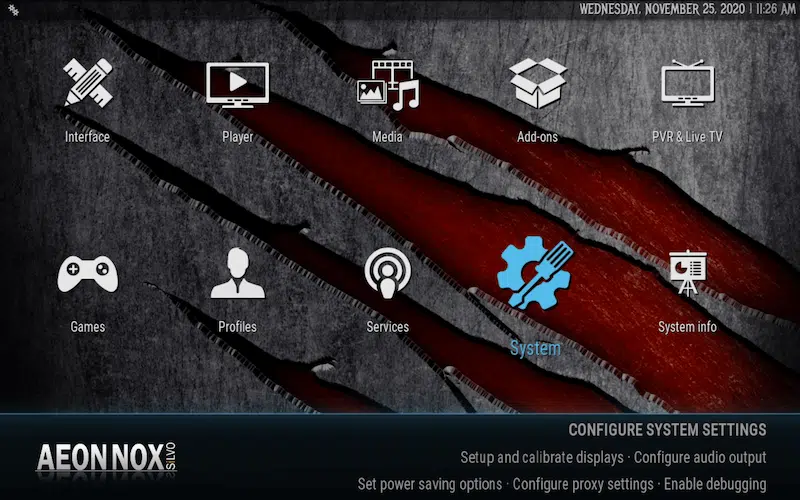 WEDNESDAY, NOVEMBER 25, 2020 | 11:26 AM
Interface
Player
Media
Add-ons
PVR & Live TV
Games
Profiles
Services
System
System info
CONFIGURE SYSTEM SETTINGS
Setup and calibrate displays · Configure audio output
Set power saving options · Configure proxy settings · Enable debugging
AEON NOX SiLVO